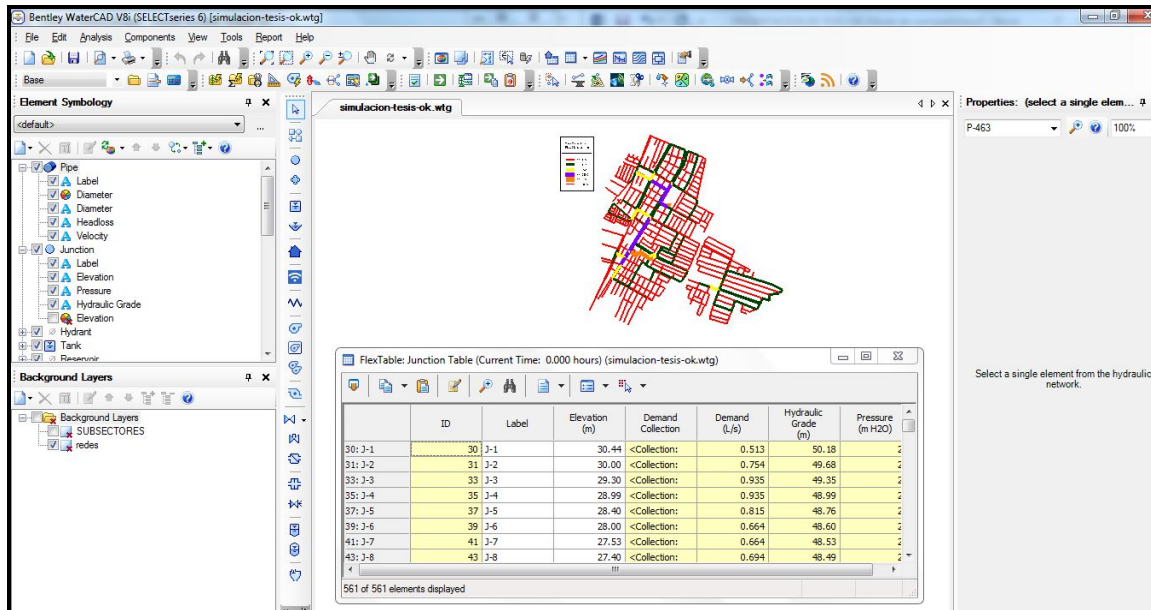 Bentley WaterCAD V8i (SELECTseries 6) [simulacion-tesis-ok.wtg]
File Edit Analysis Components View Tools Report Help
Base
Element Symbology
<default>
...
Pipe
Label
Diameter
Diameter
Headloss
Velocity
Junction
Label
Elevation
Pressure
Hydraulic Grade
Elevation
Hydrant
Tank
Reservoir
Background Layers
Background Layers
SUBSECTORES
redes
simulacion-tesis-ok.wtg
FlexTable: Junction Table (Current Time: 0.000 hours) (simulacion-tesis-ok.wtg)
ID Label Elevation (m) Demand Collection Demand (L/s) Hydraulic Grade (m) Pressure (m H2O)
30: J-1 30 J-1 30.44 <Collection: 0.513 50.18 2
31: J-2 31 J-2 30.00 <Collection: 0.754 49.68 2
33: J-3 33 J-3 29.30 <Collection: 0.935 49.35 2
35: J-4 35 J-4 28.99 <Collection: 0.935 48.99 2
37: J-5 37 J-5 28.40 <Collection: 0.815 48.76 2
39: J-6 39 J-6 28.00 <Collection: 0.664 48.60 2
41: J-7 41 J-7 27.53 <Collection: 0.664 48.53 2
43: J-8 43 J-8 27.40 <Collection: 0.694 48.49 2
561 of 561 elements displayed
Properties: (select a single elem...
P-463 100%
Select a single element from the hydraulic
network.